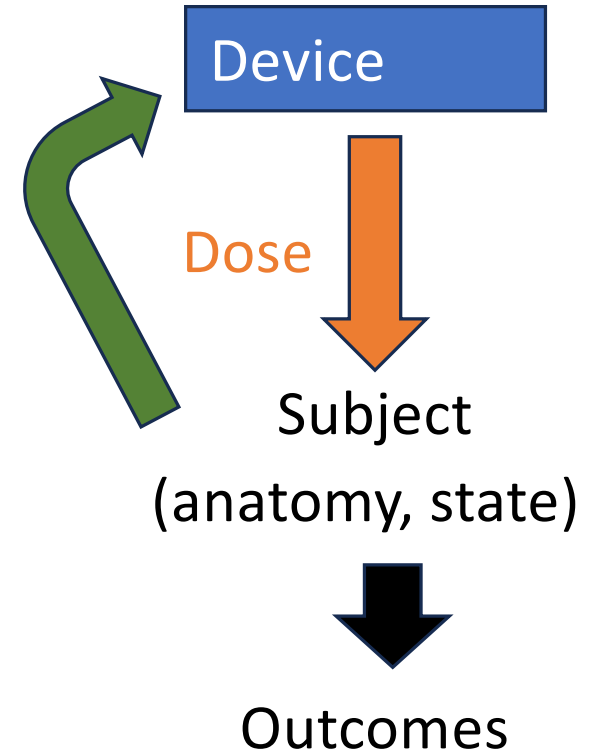 Device
Dose
Subject
(anatomy, state)
Outcomes